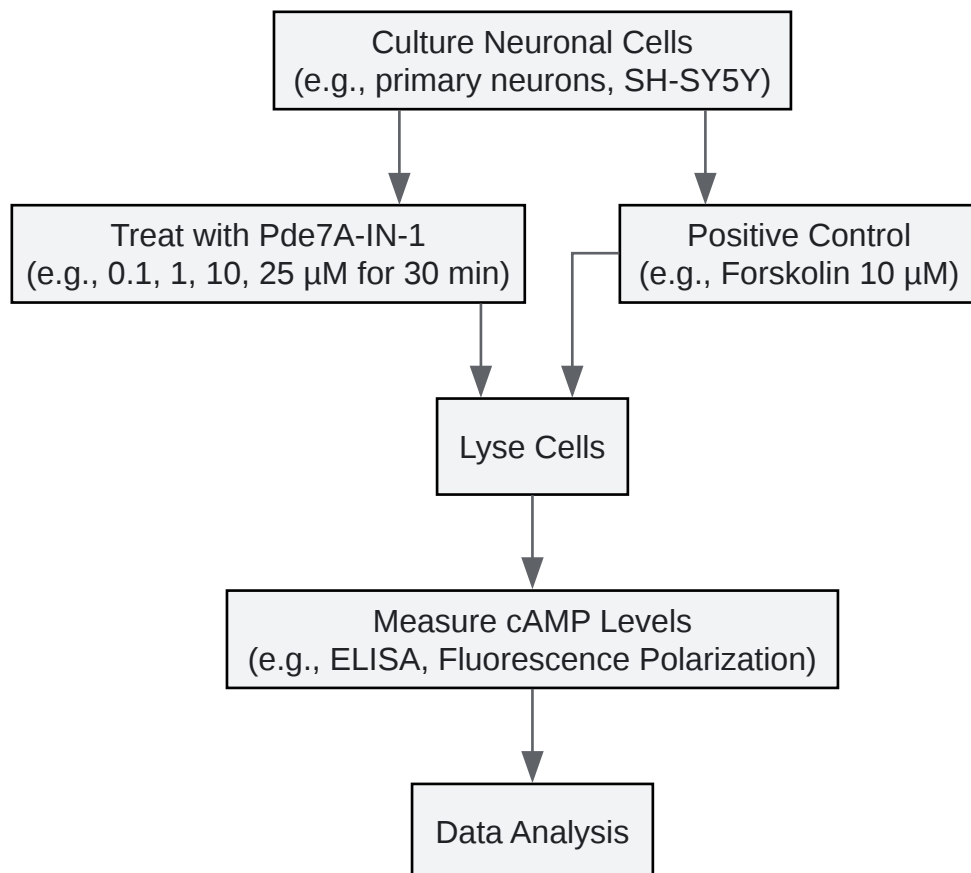 Culture Neuronal Cells
(e.g., primary neurons, SH-SY5Y)
Treat with Pde7A-IN-1
(e.g., 0.1, 1, 10, 25 µM for 30 min)
Positive Control
(e.g., Forskolin 10 µM)
Lyse Cells
Measure cAMP Levels
(e.g., ELISA, Fluorescence Polarization)
Data Analysis